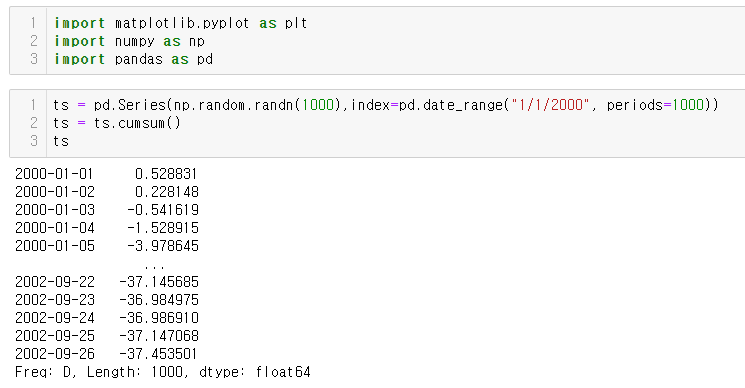 1 import matplotlib.pyplot as plt
2 import numpy as np
3 import pandas as pd
1 ts = pd.Series(np.random.randn(1000),index=pd.date_range("1/1/2000", periods=1000))
2 ts = ts.cumsum()
3 ts
2000-01-01 0.528831
2000-01-02 0.228148
2000-01-03 -0.541619
2000-01-04 -1.528915
2000-01-05 -3.978645
...
2002-09-22 -37.145685
2002-09-23 -36.984975
2002-09-24 -36.986910
2002-09-25 -37.147068
2002-09-26 -37.453501
Freq: D, Length: 1000, dtype: float64